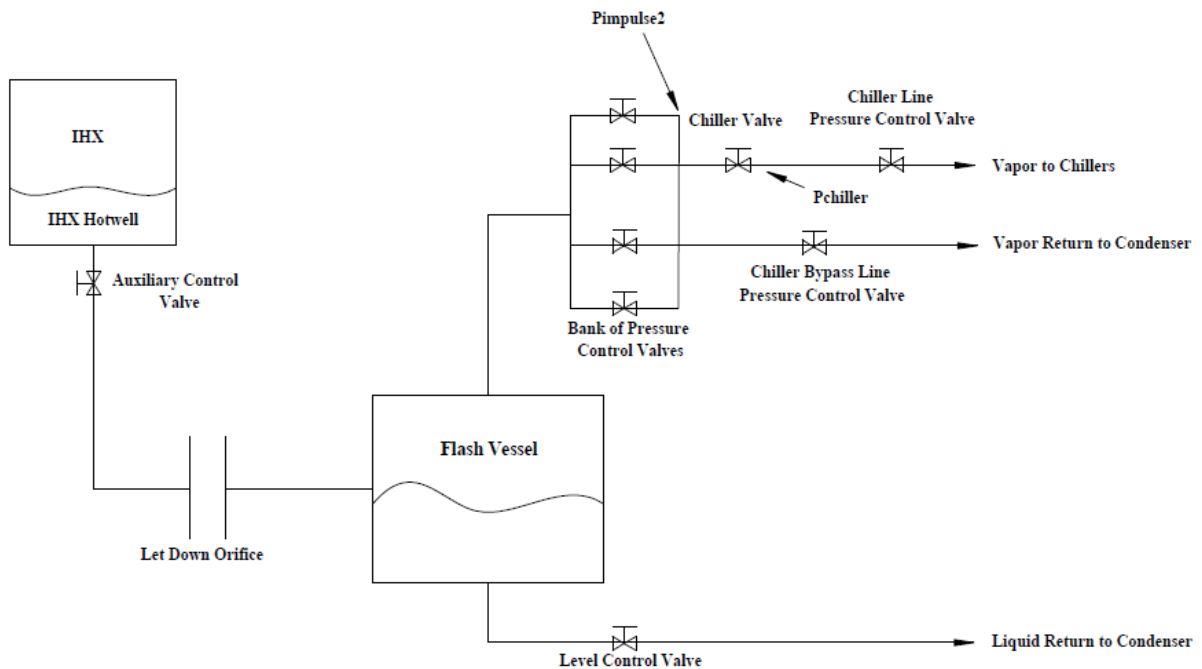 Pimpulse2
IHX
IHX Hotwell
Auxiliary Control
Valve
Chiller Valve
Chiller Line
Pressure Control Valve
Vapor to Chillers
Pchiller
Vapor Return to Condenser
Chiller Bypass Line
Pressure Control Valve
Bank of Pressure
Control Valves
Flash Vessel
Let Down Orifice
Level Control Valve
Liquid Return to Condenser